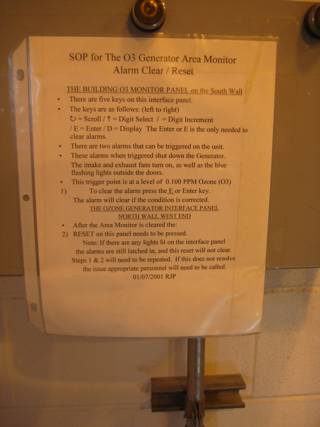 SOP for The O3 Generator Area Monitor
Alarm Clear / Reset
THE BUILDING O3 MONITOR PANEL on the South Wall
• There are five keys on this interface panel.
• The keys are as follows: (left to right)
↻ = Scroll / ⇑ = Digit Select / = Digit Increment
/ E = Enter / D = Display The Enter or E is the only needed to
clear alarms.
• There are two alarms that can be triggered on the unit.
• These alarms when triggered shut down the Generator.
The intake and exhaust fans turn on, as well as the blue
flashing lights outside the doors.
• This trigger point is at a level of 0.100 PPM Ozone (O3)
1) To clear the alarm press the E or Enter key.
The alarm will clear if the condition is corrected.
THE OZONE GENERATOR INTERFACE PANEL
NORTH WALL WEST END
• After the Area Monitor is cleared the:
2) RESET on this panel needs to be pressed.
Note: If there are any lights lit on the interface panel
the alarms are still latched in, and this reset will not clear.
Steps 1 & 2 will need to be repeated. If this does not resolve
the issue appropriate personnel will need to be called.
01/07/2001 RJP